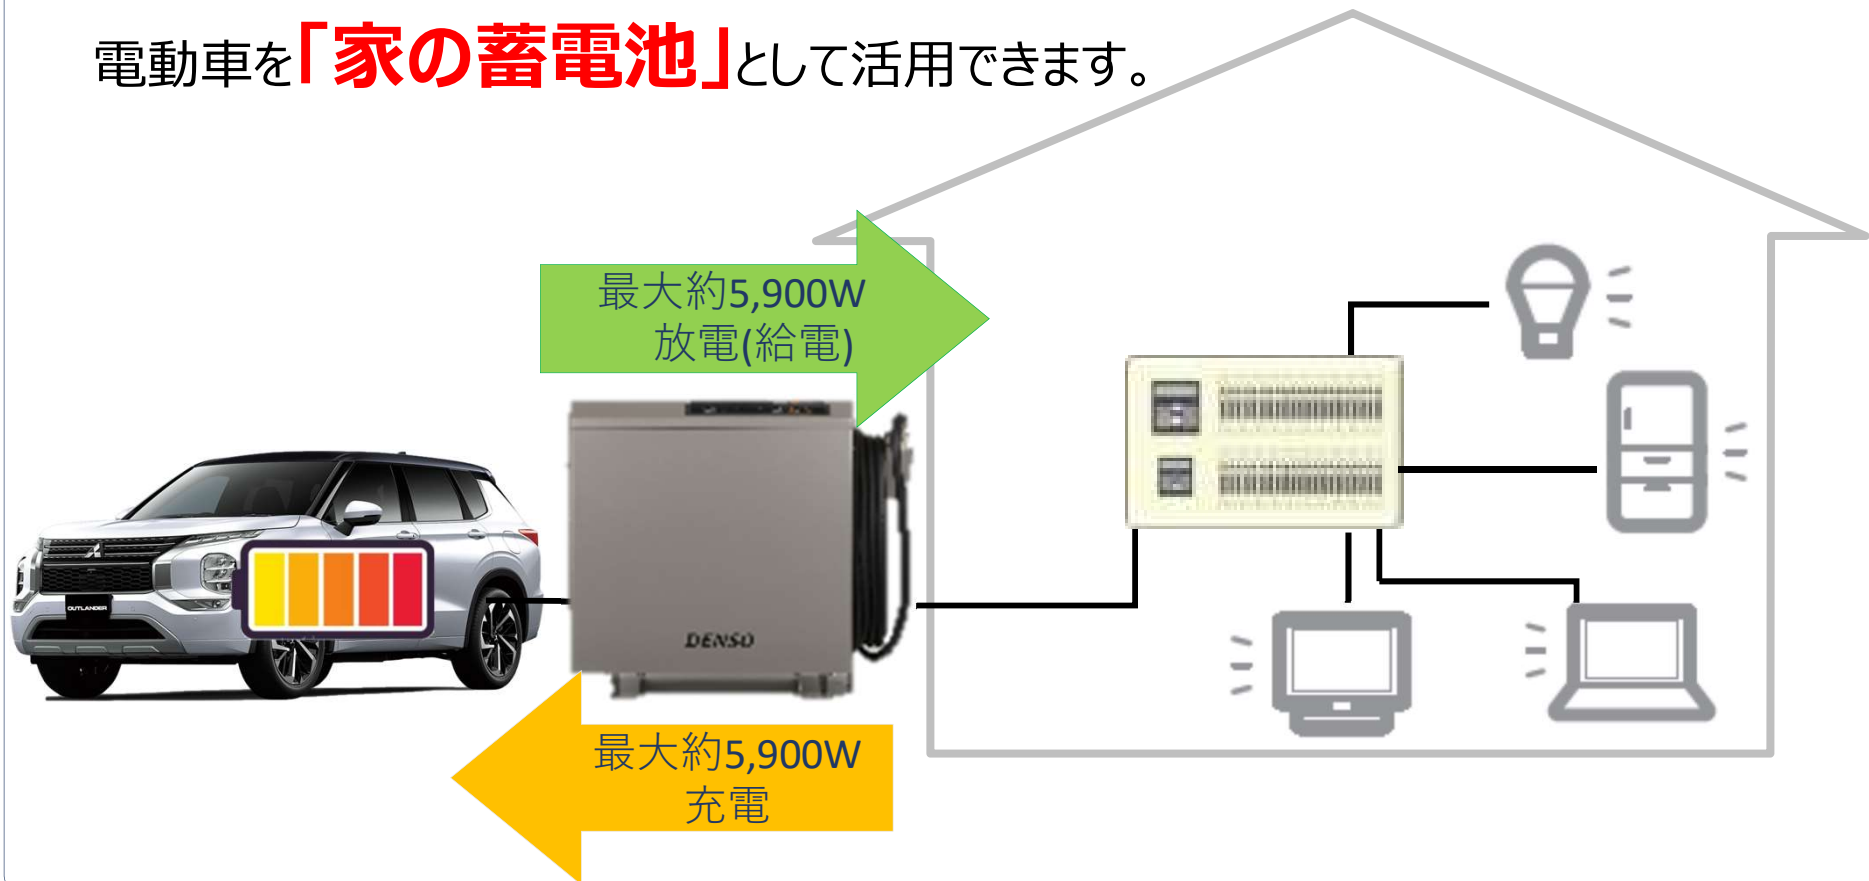 電動車を「家の蓄電池」として活用できます。
最大約5,900W
放電(給電)
OUTLANDER
DENSO
最大約5,900W
充電